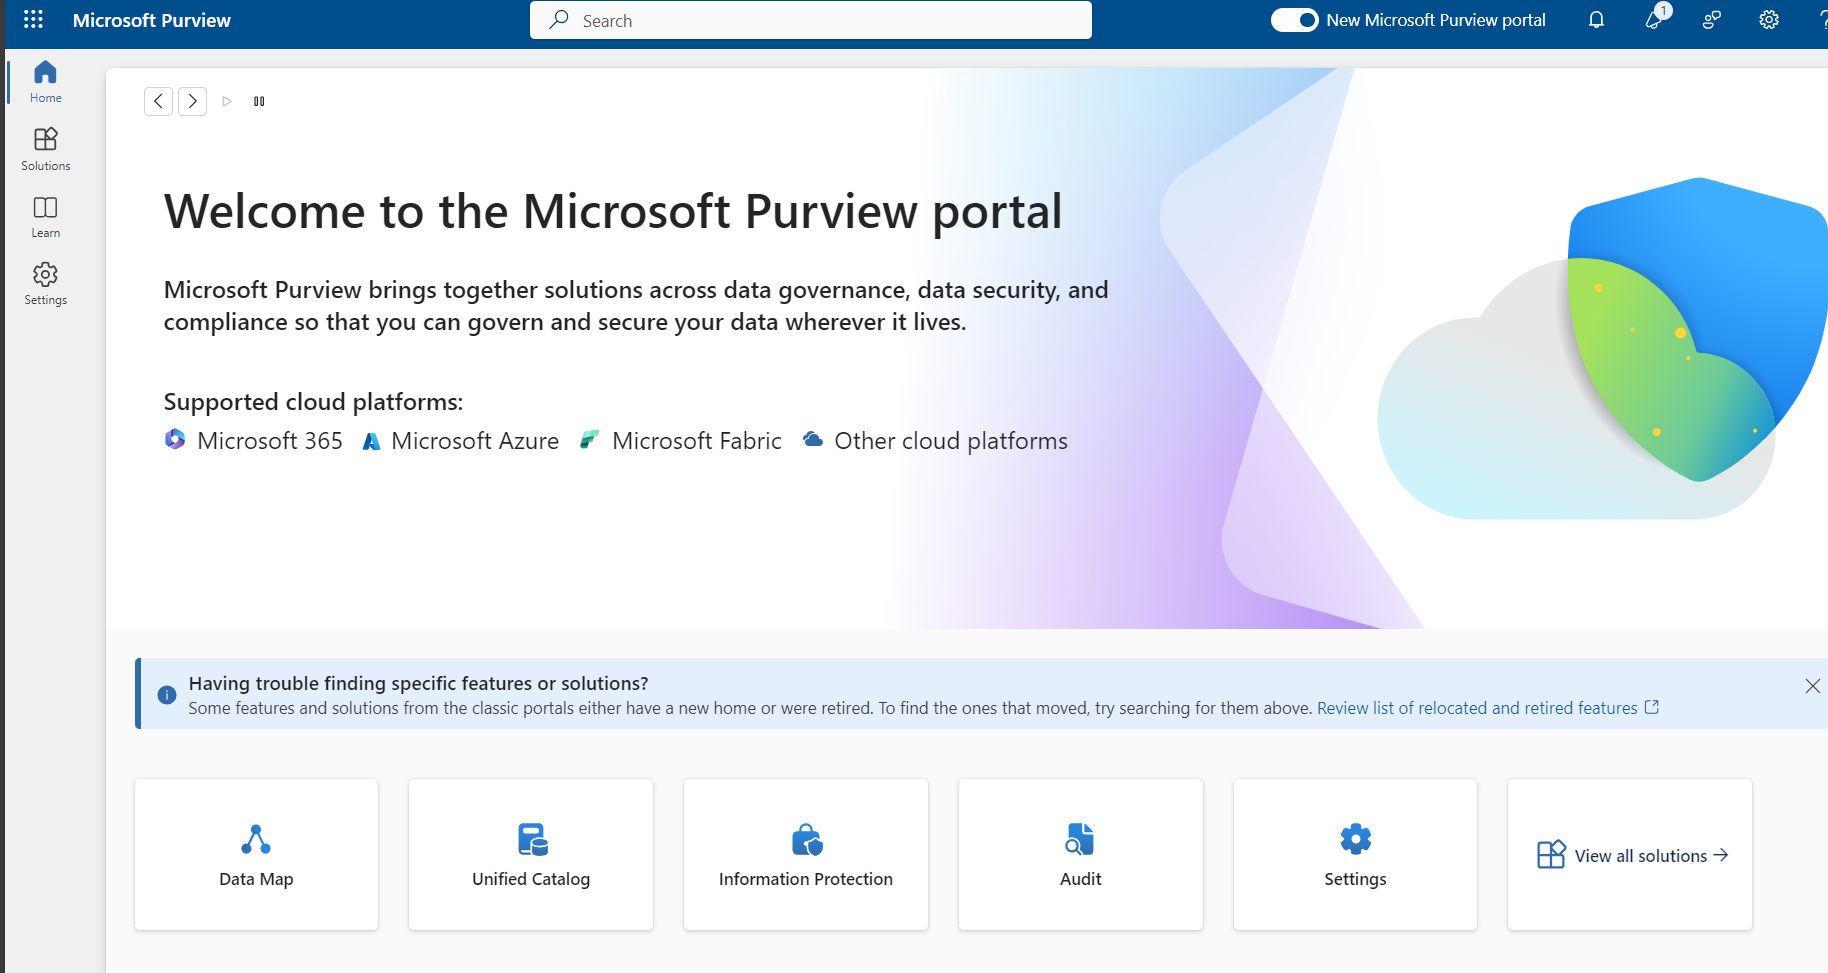 Microsoft Purview
Search
New Microsoft Purview portal
1
Home
Solutions
Learn
Settings
Welcome to the Microsoft Purview portal
Microsoft Purview brings together solutions across data governance, data security, and
compliance so that you can govern and secure your data wherever it lives.
Supported cloud platforms:
Microsoft 365 Microsoft Azure Microsoft Fabric Other cloud platforms
Having trouble finding specific features or solutions?
Some features and solutions from the classic portals either have a new home or were retired. To find the ones that moved, try searching for them above. Review list of relocated and retired features
Data Map
Unified Catalog
Information Protection
Audit
Settings
View all solutions